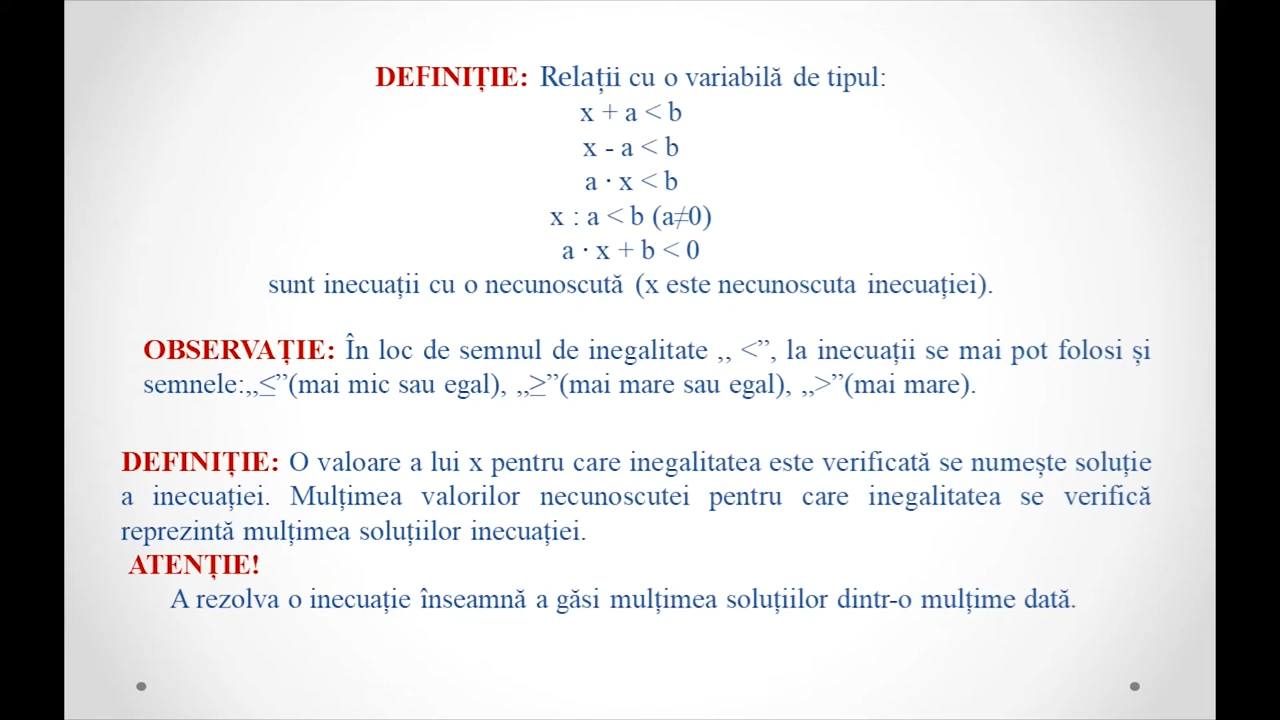 DEFINIȚIE: Relații cu o variabilă de tipul:
x + a < b
x - a < b
a · x < b
x : a < b (a≠0)
a · x + b < 0
sunt inecuații cu o necunoscută (x este necunoscuta inecuației).
OBSERVAȚIE: În loc de semnul de inegalitate ,, <”, la inecuații se mai pot folosi și
semnele:,,≤”(mai mic sau egal), ,,≥”(mai mare sau egal), ,,>”(mai mare).
DEFINIȚIE: O valoare a lui x pentru care inegalitatea este verificată se numește soluție
a inecuației. Mulțimea valorilor necunoscutei pentru care inegalitatea se verifică
reprezintă mulțimea soluțiilor inecuației.
ATENȚIE!
A rezolva o inecuație înseamnă a găsi mulțimea soluțiilor dintr-o mulțime dată.